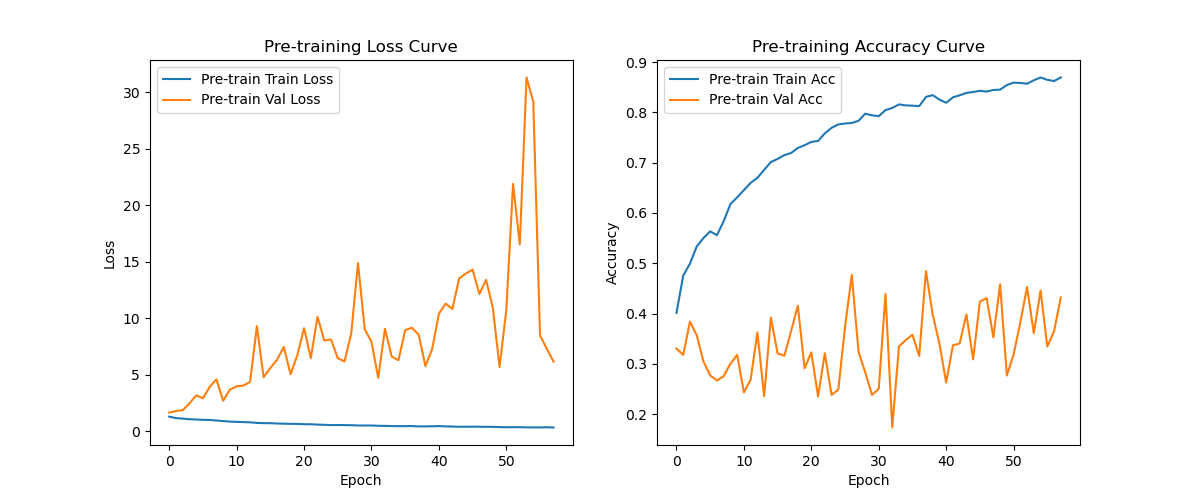 Pre-training Loss Curve
Pre-train Train Loss
Pre-train Val Loss
30
25
20
15
10
5
0
Loss
0 10 20 30 40 50
Epoch
Pre-training Accuracy Curve
Pre-train Train Acc
Pre-train Val Acc
0.9
0.8
0.7
0.6
0.5
0.4
0.3
0.2
Accuracy
0 10 20 30 40 50
Epoch